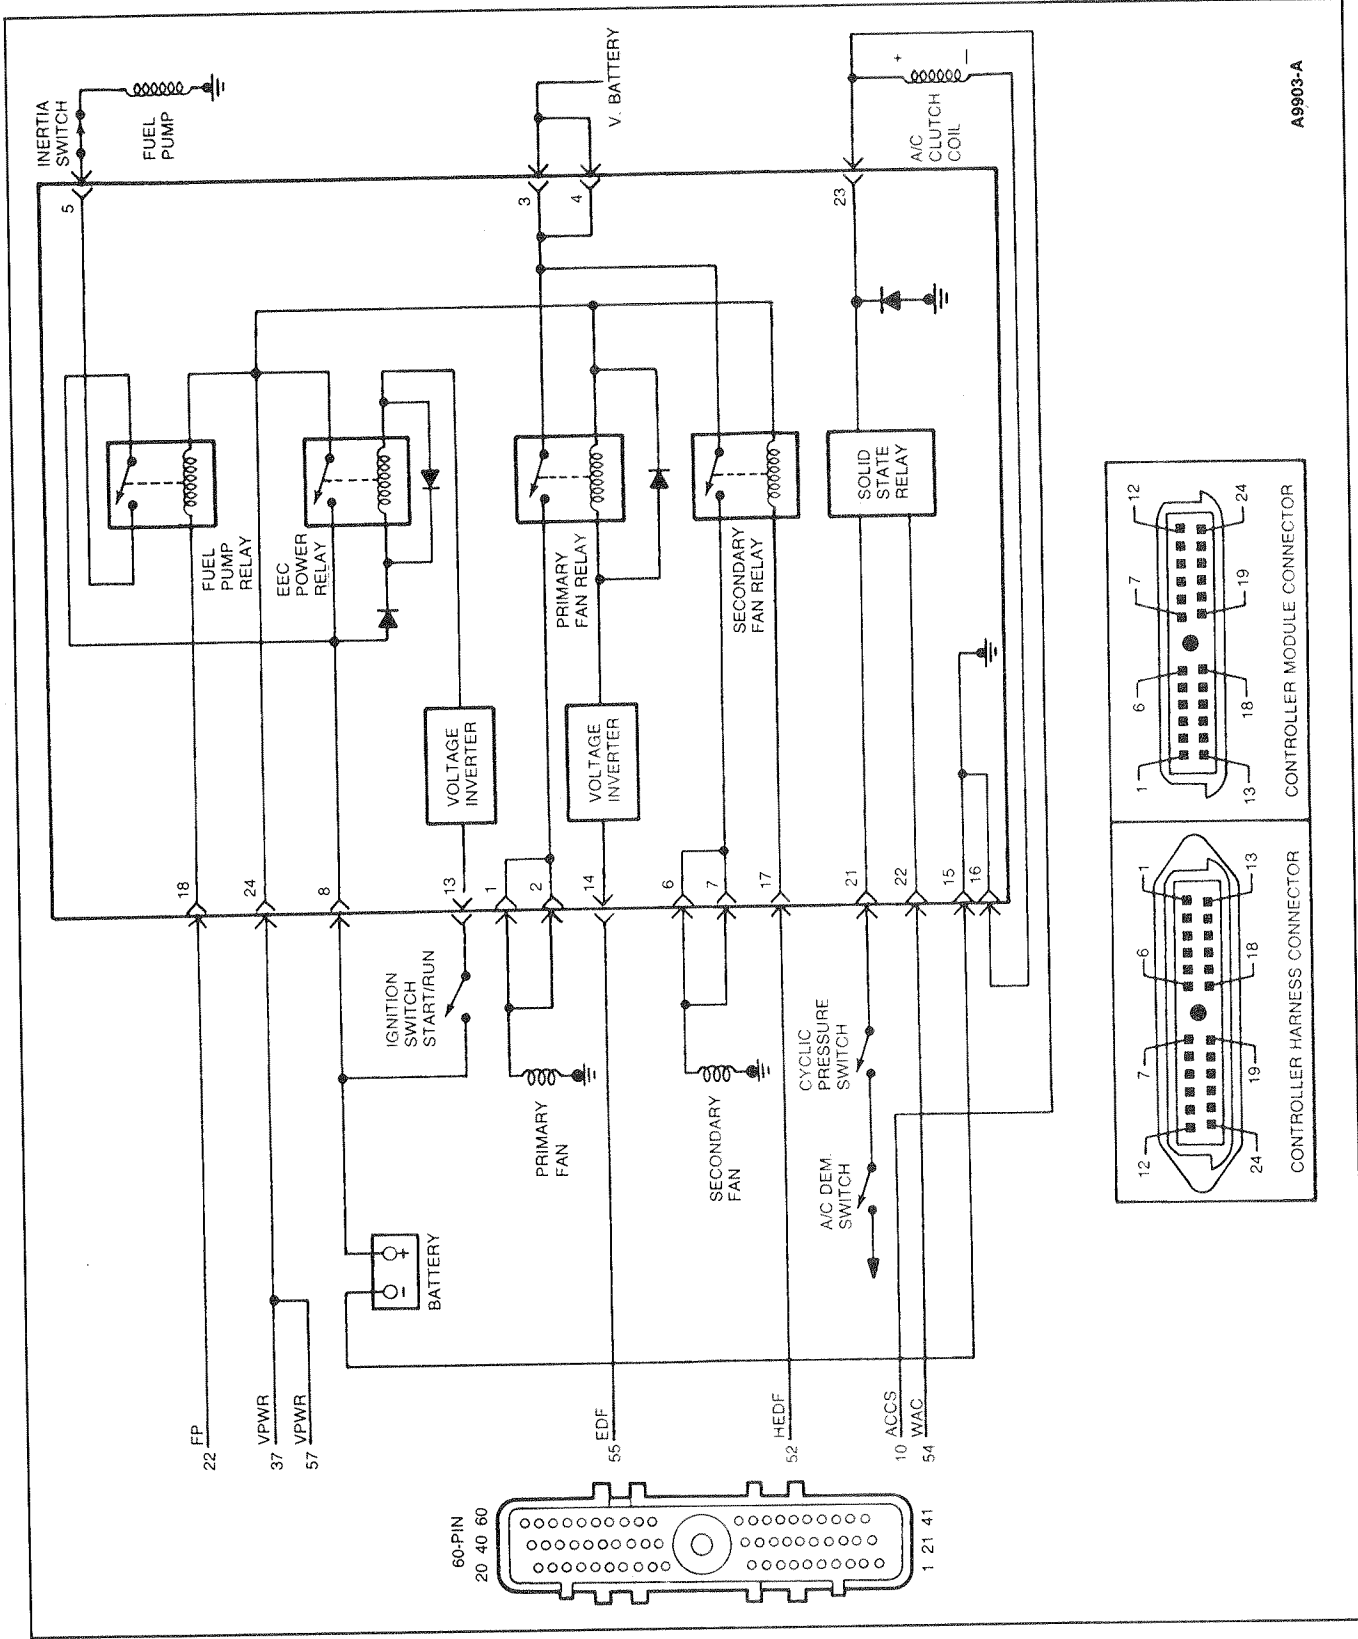 60-PIN
20 40 60
1 21 41
22 FP
37 VPWR
57 VPWR
55 EDF
52 HEDF
10 ACCS
54 WAC
BATTERY
+
-
IGNITION
SWITCH
START/RUN
PRIMARY
FAN
SECONDARY
FAN
CYCLIC
PRESSURE
SWITCH
A/C DEM.
SWITCH
18
24
8
13
1
2
14
6
7
17
21
22
15
16
VOLTAGE
INVERTER
VOLTAGE
INVERTER
FUEL
PUMP
RELAY
EEC
POWER
RELAY
PRIMARY
FAN RELAY
SECONDARY
FAN RELAY
SOLID
STATE
RELAY
5
3
4
23
INERTIA
SWITCH
FUEL
PUMP
V. BATTERY
A/C
CLUTCH
COIL
+
-
12
7
6
1
24
19
18
13
CONTROLLER HARNESS CONNECTOR
1
6
7
12
13
18
19
24
CONTROLLER MODULE CONNECTOR
A9903-A